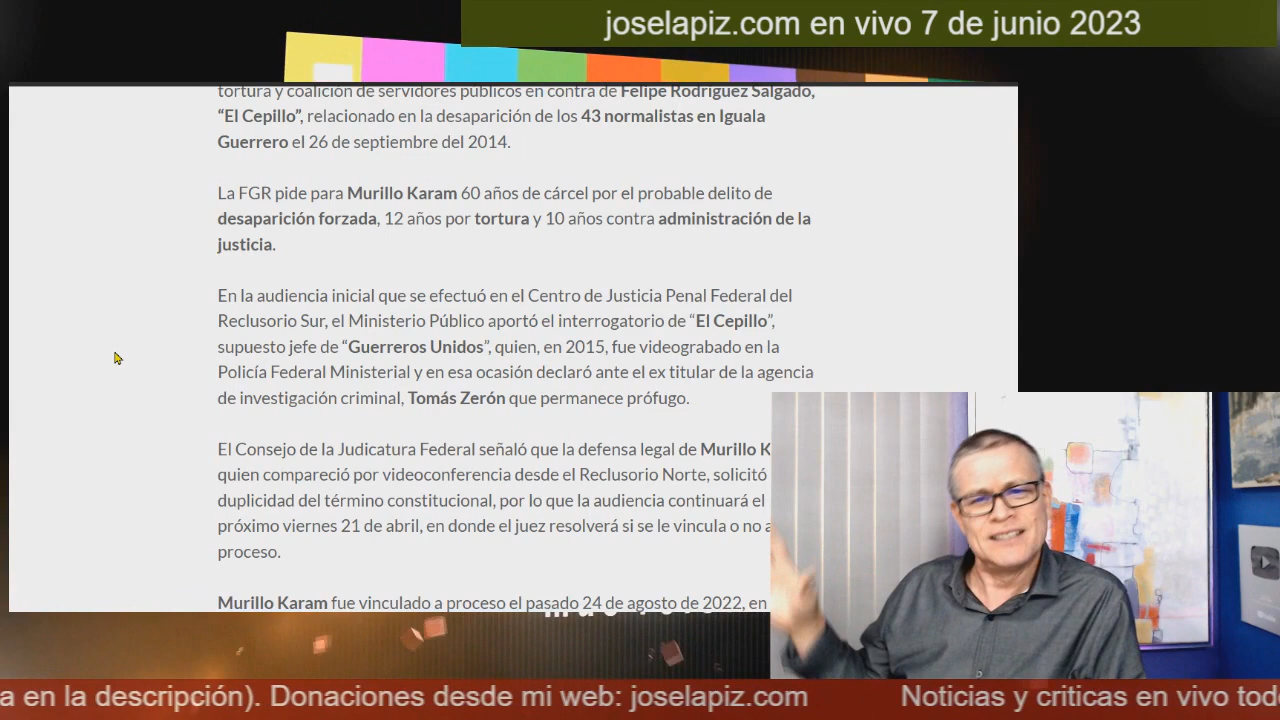 joselapiz.com en vivo 7 de junio 2023
tortura y coalición de servidores públicos en contra de Felipe Rodríguez Salgado,
“El Cepillo”, relacionado en la desaparición de los 43 normalistas en Iguala
Guerrero el 26 de septiembre del 2014.
La FGR pide para Murillo Karam 60 años de cárcel por el probable delito de
desaparición forzada, 12 años por tortura y 10 años contra administración de la
justicia.
En la audiencia inicial que se efectuó en el Centro de Justicia Penal Federal del
Reclusorio Sur, el Ministerio Público aportó el interrogatorio de “El Cepillo”,
supuesto jefe de “Guerreros Unidos”, quien, en 2015, fue videograbado en la
Policía Federal Ministerial y en esa ocasión declaró ante el ex titular de la agencia
de investigación criminal, Tomás Zerón que permanece prófugo.
El Consejo de la Judicatura Federal señaló que la defensa legal de Murillo K
quien compareció por videoconferencia desde el Reclusorio Norte, solicitó
duplicidad del término constitucional, por lo que la audiencia continuará el
próximo viernes 21 de abril, en donde el juez resolverá si se le vincula o no a
proceso.
Murillo Karam fue vinculado a proceso el pasado 24 de agosto de 2022, en
a en la descripción). Donaciones desde mi web: joselapiz.com Noticias y criticas en vivo tod